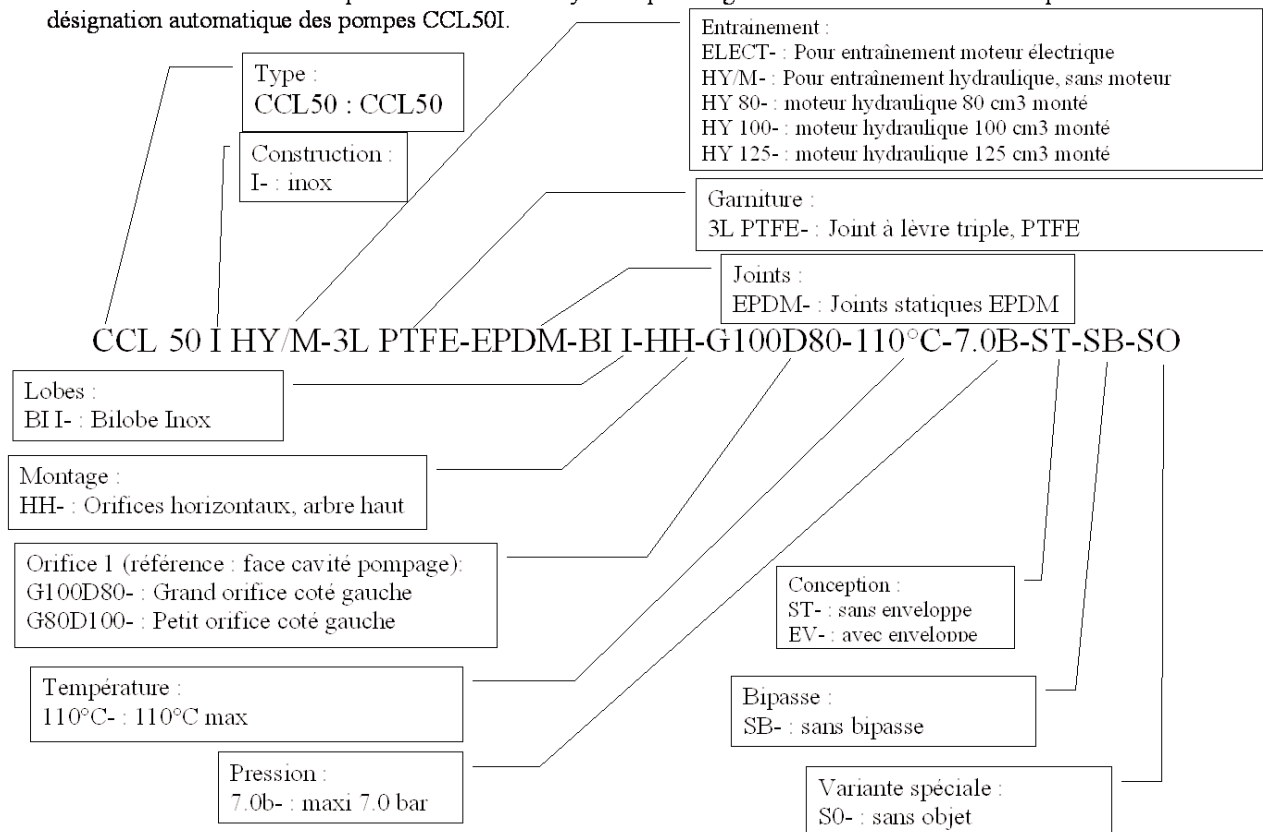 désignation automatique des pompes CCL50I.
Entrainement :
ELECT- : Pour entraînement moteur électrique
HY/M- : Pour entraînement hydraulique, sans moteur
HY 80- : moteur hydraulique 80 cm3 monté
HY 100- : moteur hydraulique 100 cm3 monté
HY 125- : moteur hydraulique 125 cm3 monté
Type :
CCL50 : CCL50
Construction :
I- : inox
Garniture :
3L PTFE- : Joint à lèvre triple, PTFE
Joints :
EPDM- : Joints statiques EPDM
CCL 50 I HY/M-3L PTFE-EPDM-BI I-HH-G100D80-110°C-7.0B-ST-SB-SO
Lobes :
BI I- : Bilobe Inox
Montage :
HH- : Orifices horizontaux, arbre haut
Orifice 1 (référence : face cavité pompage):
G100D80- : Grand orifice coté gauche
G80D100- : Petit orifice coté gauche
Conception :
ST- : sans enveloppe
EV- : avec enveloppe
Température :
110°C- : 110°C max
Bipasse :
SB- : sans bipasse
Pression :
7.0b- : maxi 7.0 bar
Variante spéciale :
S0- : sans objet